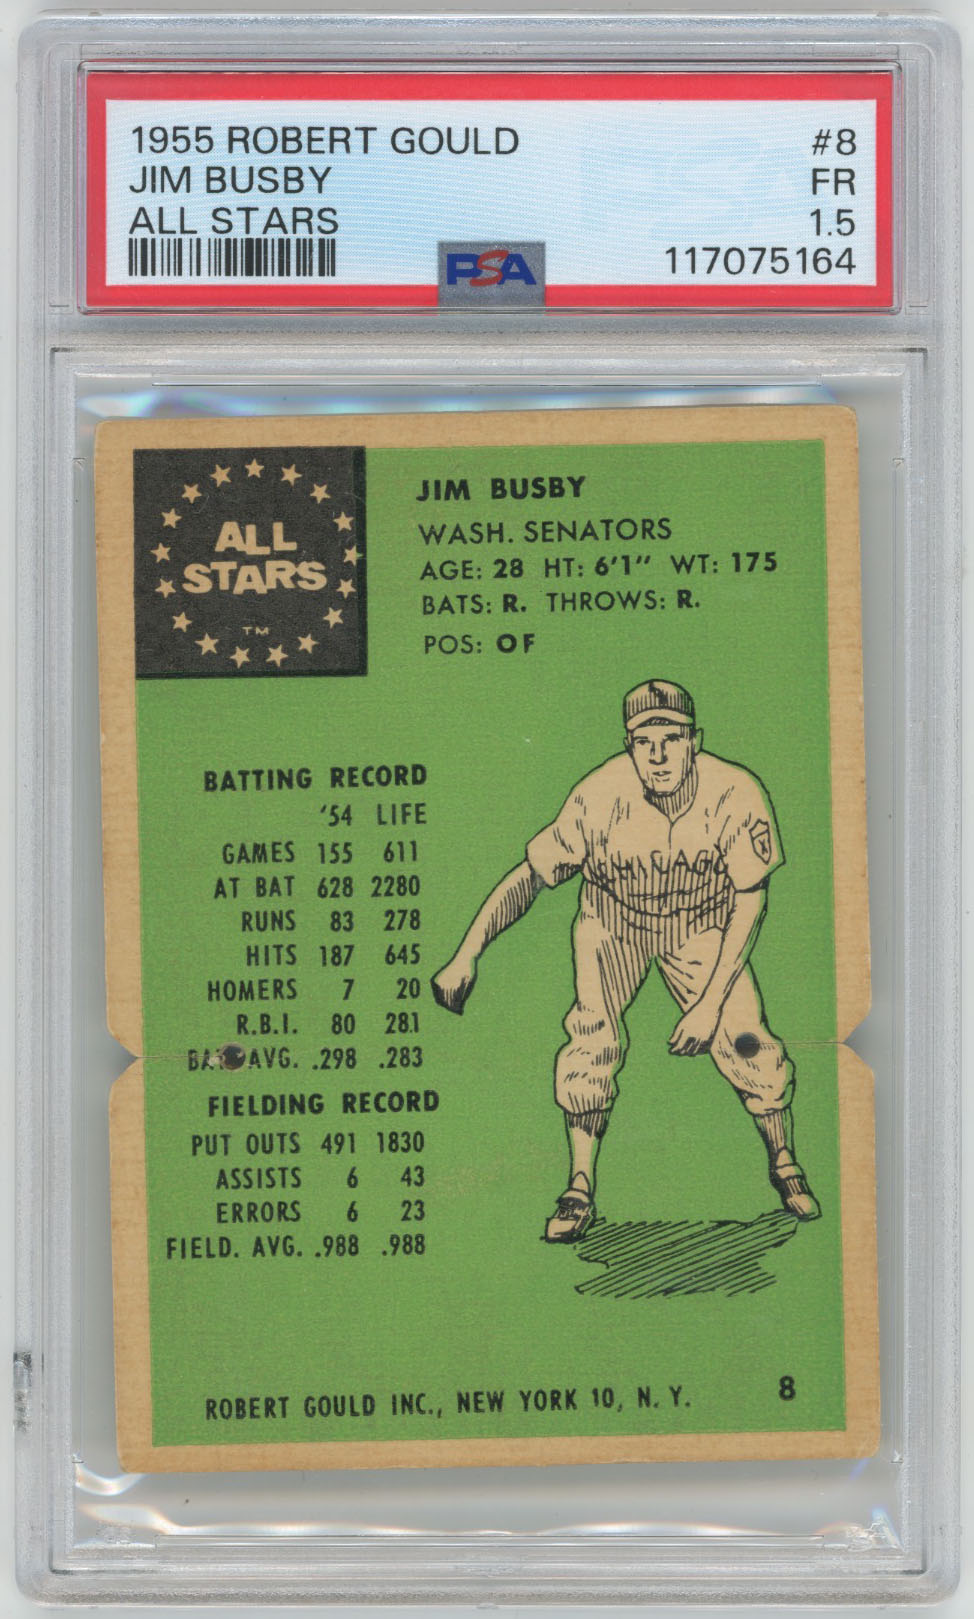 1955 ROBERT GOULD #8
JIM BUSBY FR
ALL STARS 1.5
PSA 117075164
ALL
STARS
TM
JIM BUSBY
WASH. SENATORS
AGE: 28 HT: 6'1" WT: 175
BATS: R. THROWS: R.
POS: OF
BATTING RECORD
'54 LIFE
GAMES 155 611
AT BAT 628 2280
RUNS 83 278
HITS 187 645
HOMERS 7 20
R.B.I. 80 281
AVG. .298 .283
FIELDING RECORD
PUT OUTS 491 1830
ASSISTS 6 43
ERRORS 6 23
FIELD. AVG. .988 .988
CHICAGO
ROBERT GOULD INC., NEW YORK 10, N. Y. 8